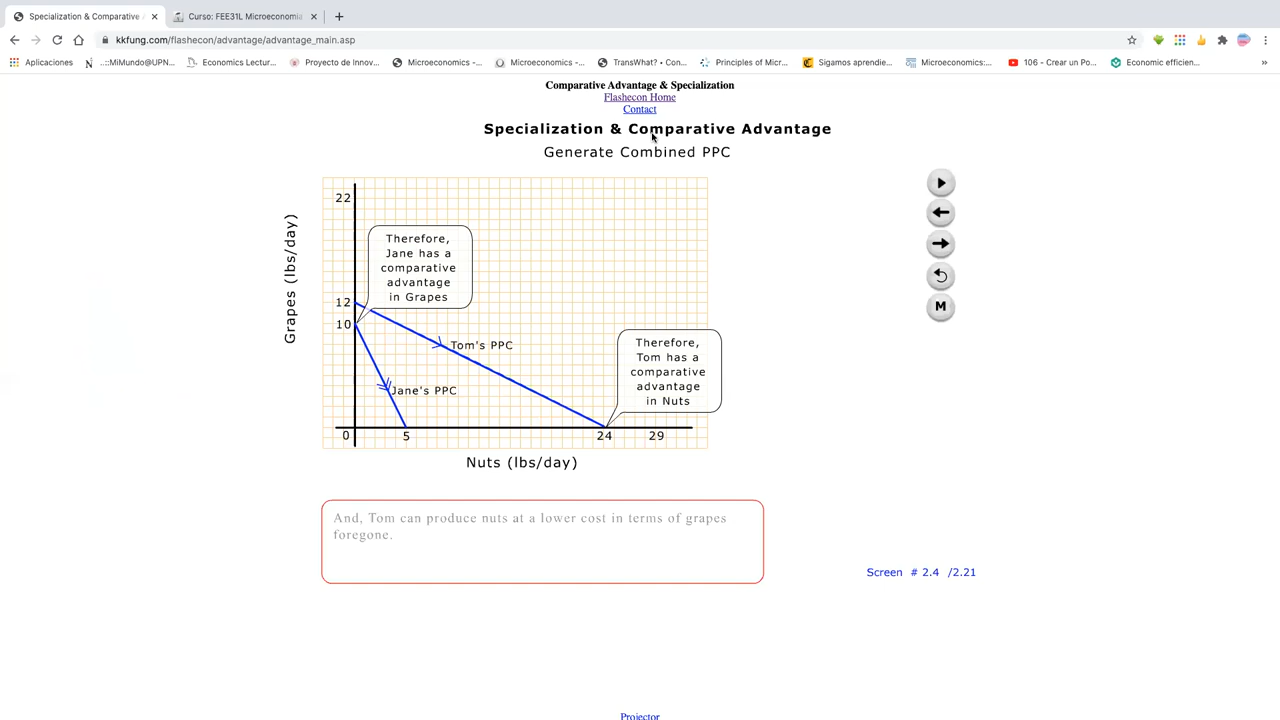 Specialization & Comparative A
Curso: FEE31L Microeconomía
kkfung.com/flashecon/advantage/advantage_main.asp
Aplicaciones
..::MiMundo@UPN...
Economics Lectur...
Proyecto de Innov...
Microeconomics -...
Microeconomics -...
TransWhat? • Con...
Principles of Micr...
Sigamos aprendie...
Microeconomics:...
106 - Crear un Po...
Economic efficien...
»
Comparative Advantage & Specialization
Flashecon Home
Contact
Specialization & Comparative Advantage
Generate Combined PPC
Grapes (lbs/day)
22
12
10
Therefore,
Jane has a
comparative
advantage
in Grapes
Tom's PPC
Jane's PPC
Therefore,
Tom has a
comparative
advantage
in Nuts
0
5
24
29
Nuts (lbs/day)
M
And, Tom can produce nuts at a lower cost in terms of grapes
foregone.
Screen # 2.4 /2.21
Projector